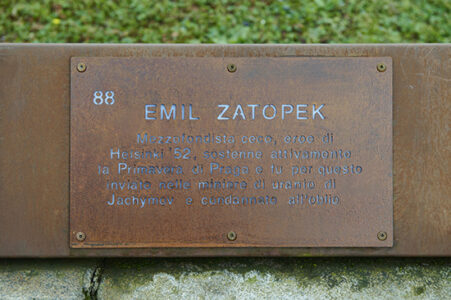 88
EMIL ZATOPEK
Mezzofondista ceco, eroe di
Helsinki '52, sostenne attivamente
la Primavera di Praga e fu per questo
inviato nelle miniere di uranio di
Jáchymov e condannato all'oblio.